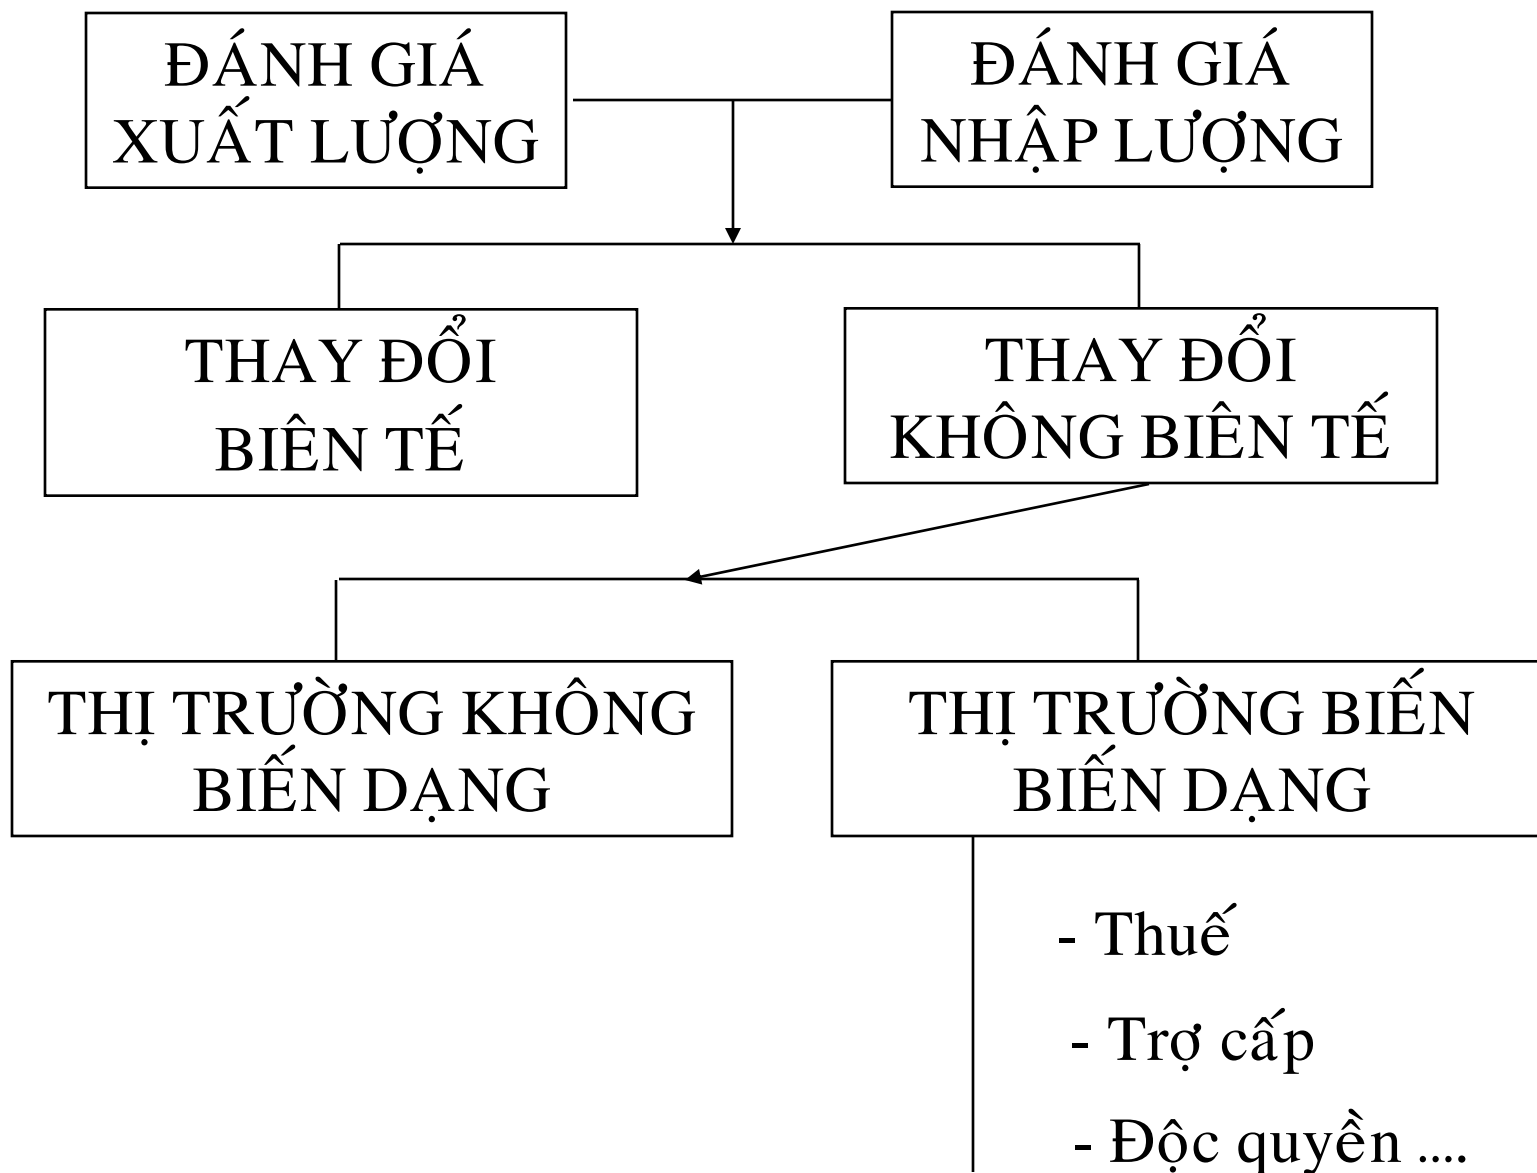 ĐÁNH GIÁ
XUẤT LƯỢNG
ĐÁNH GIÁ
NHẬP LƯỢNG
THAY ĐỔI
BIÊN TẾ
THAY ĐỔI
KHÔNG BIÊN TẾ
THỊ TRƯỜNG KHÔNG
BIẾN DẠNG
THỊ TRƯỜNG BIẾN
BIẾN DẠNG
- Thuế
- Trợ cấp
- Độc quyền ....